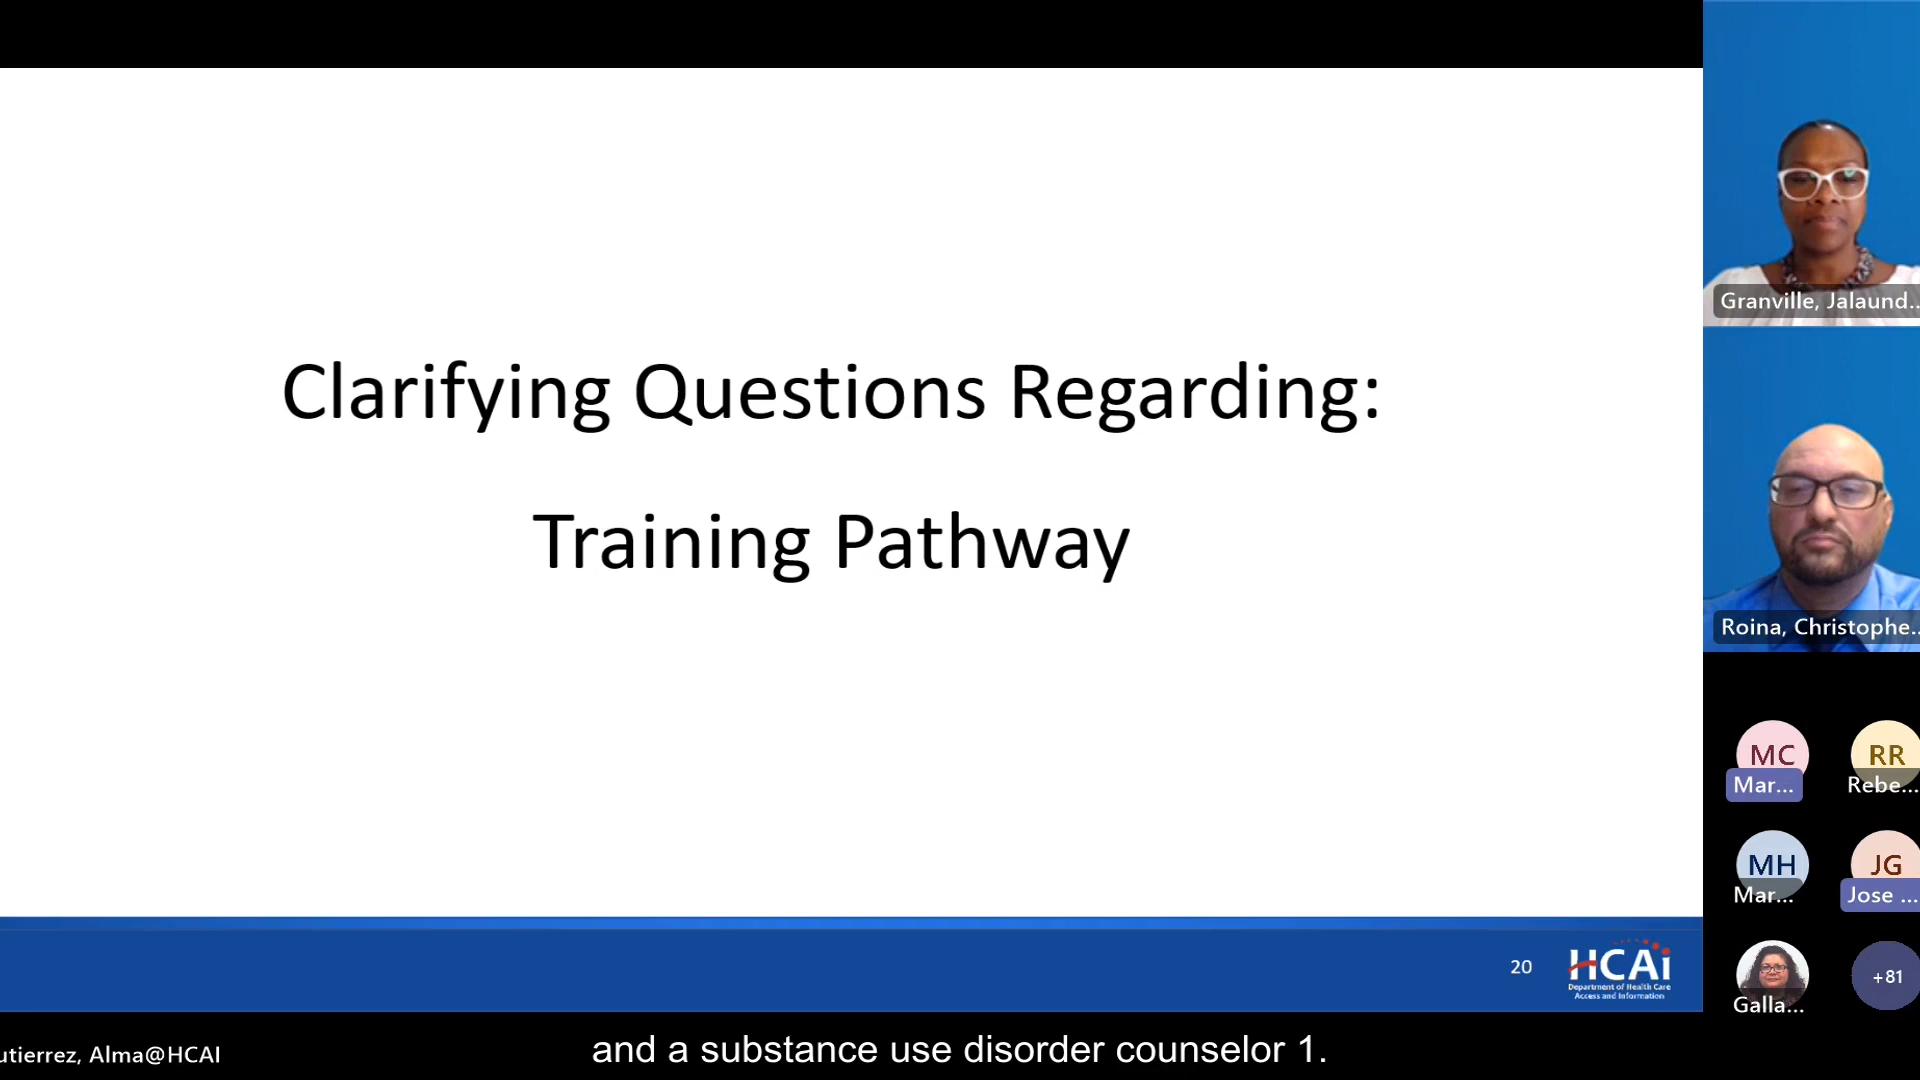 Clarifying Questions Regarding:
Training Pathway
20
HCAi
Department of Health Care
Access and Information
Granville, Jalaund...
Roina, Christophe...
MC
Mar...
RR
Rebe...
MH
Mar...
JG
Jose ...
Galla...
+81
utierrez, Alma@HCAI
and a substance use disorder counselor 1.